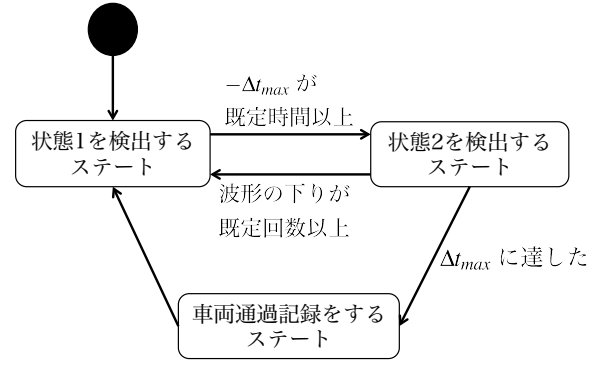 −Δt_max が
既定時間以上
状態1を検出する
ステート
状態2を検出する
ステート
波形の下りが
既定回数以上
Δt_max に達した
車両通過記録をする
ステート